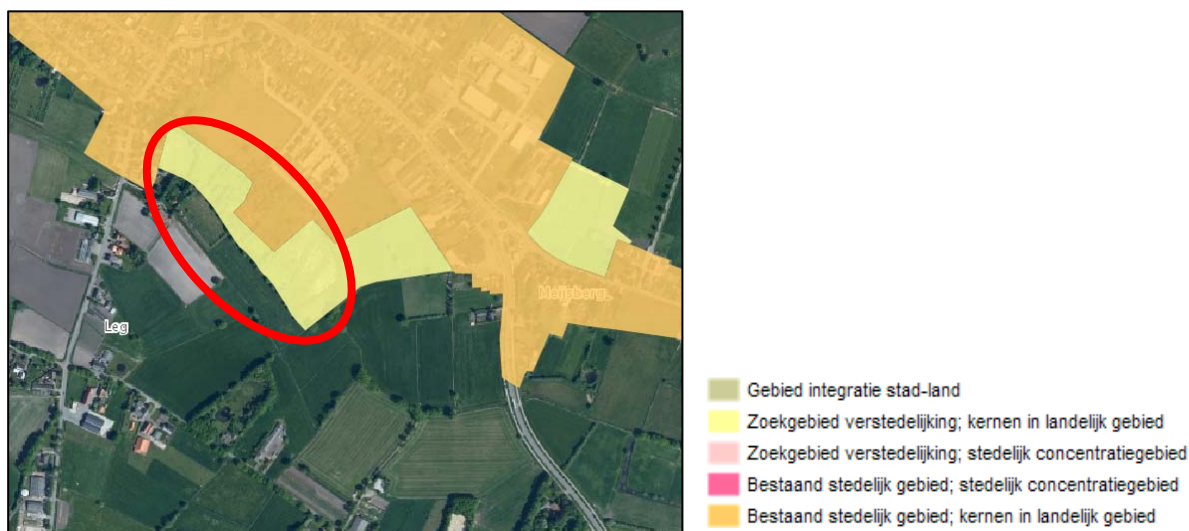 Meijsberg
Leg
Gebied integratie stad-land
Zoekgebied verstedelijking; kernen in landelijk gebied
Zoekgebied verstedelijking; stedelijk concentratiegebied
Bestaand stedelijk gebied; stedelijk concentratiegebied
Bestaand stedelijk gebied; kernen in landelijk gebied